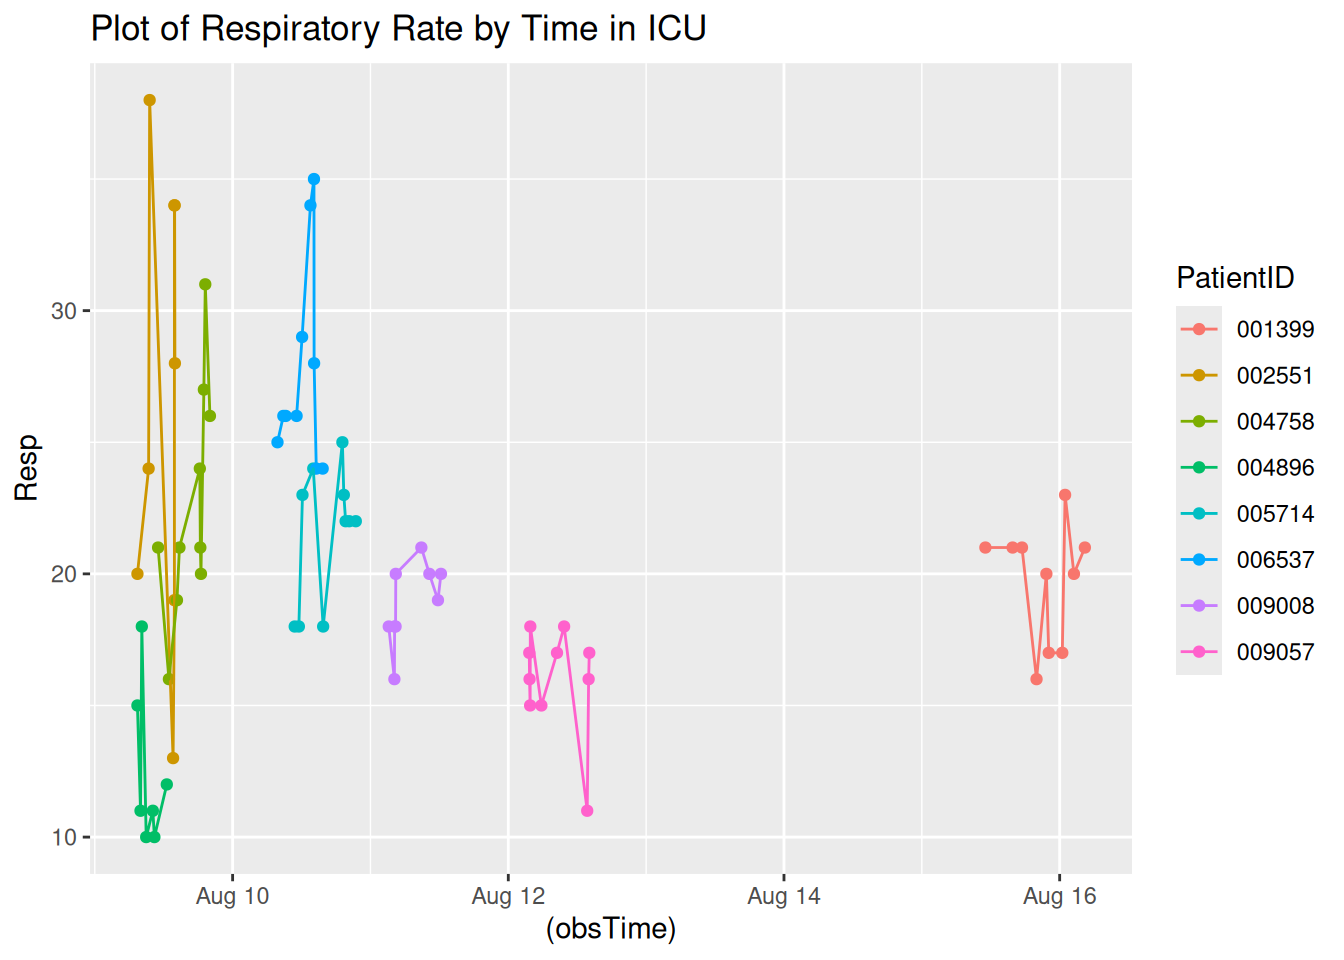 Plot of Respiratory Rate by Time in ICU
Resp
30
20
10
Aug 10
Aug 12
Aug 14
Aug 16
(obsTime)
PatientID
001399
002551
004758
004896
005714
006537
009008
009057